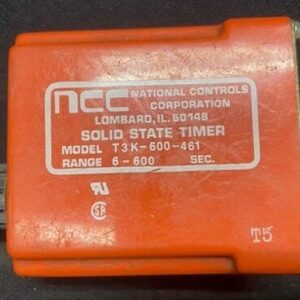 ncc NATIONAL CONTROLS
CORPORATION
LOMBARD, IL. 60148
SOLID STATE TIMER
MODEL T3K-600-461
RANGE 6-600 SEC.
T5